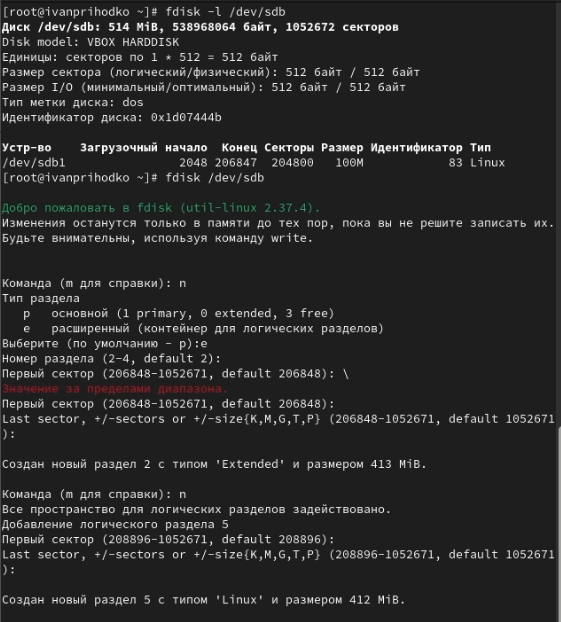 [root@ivanprihodko ~]# fdisk -l /dev/sdb
Диск /dev/sdb: 514 MiB, 538968064 байт, 1052672 секторов
Disk model: VBOX HARDDISK
Единицы: секторов по 1 * 512 = 512 байт
Размер сектора (логический/физический): 512 байт / 512 байт
Размер I/O (минимальный/оптимальный): 512 байт / 512 байт
Тип метки диска: dos
Идентификатор диска: 0x1d07444b
Устр-во    Загрузочный начало  Конец Секторы Размер Идентификатор Тип
/dev/sdb1                2048 206847  204800   100M            83 Linux
[root@ivanprihodko ~]# fdisk /dev/sdb
Добро пожаловать в fdisk (util-linux 2.37.4).
Изменения останутся только в памяти до тех пор, пока вы не решите записать их.
Будьте внимательны, используя команду write.
Команда (m для справки): n
Тип раздела
   p   основной (1 primary, 0 extended, 3 free)
   e   расширенный (контейнер для логических разделов)
Выберите (по умолчанию - p):e
Номер раздела (2-4, default 2):
Первый сектор (206848-1052671, default 206848): \
Значение за пределами диапазона.
Первый сектор (206848-1052671, default 206848):
Last sector, +/-sectors or +/-size{K,M,G,T,P} (206848-1052671, default 1052671
):
Создан новый раздел 2 с типом 'Extended' и размером 413 MiB.
Команда (m для справки): n
Все пространство для логических разделов задействовано.
Добавление логического раздела 5
Первый сектор (208896-1052671, default 208896):
Last sector, +/-sectors or +/-size{K,M,G,T,P} (208896-1052671, default 1052671
):
Создан новый раздел 5 с типом 'Linux' и размером 412 MiB.